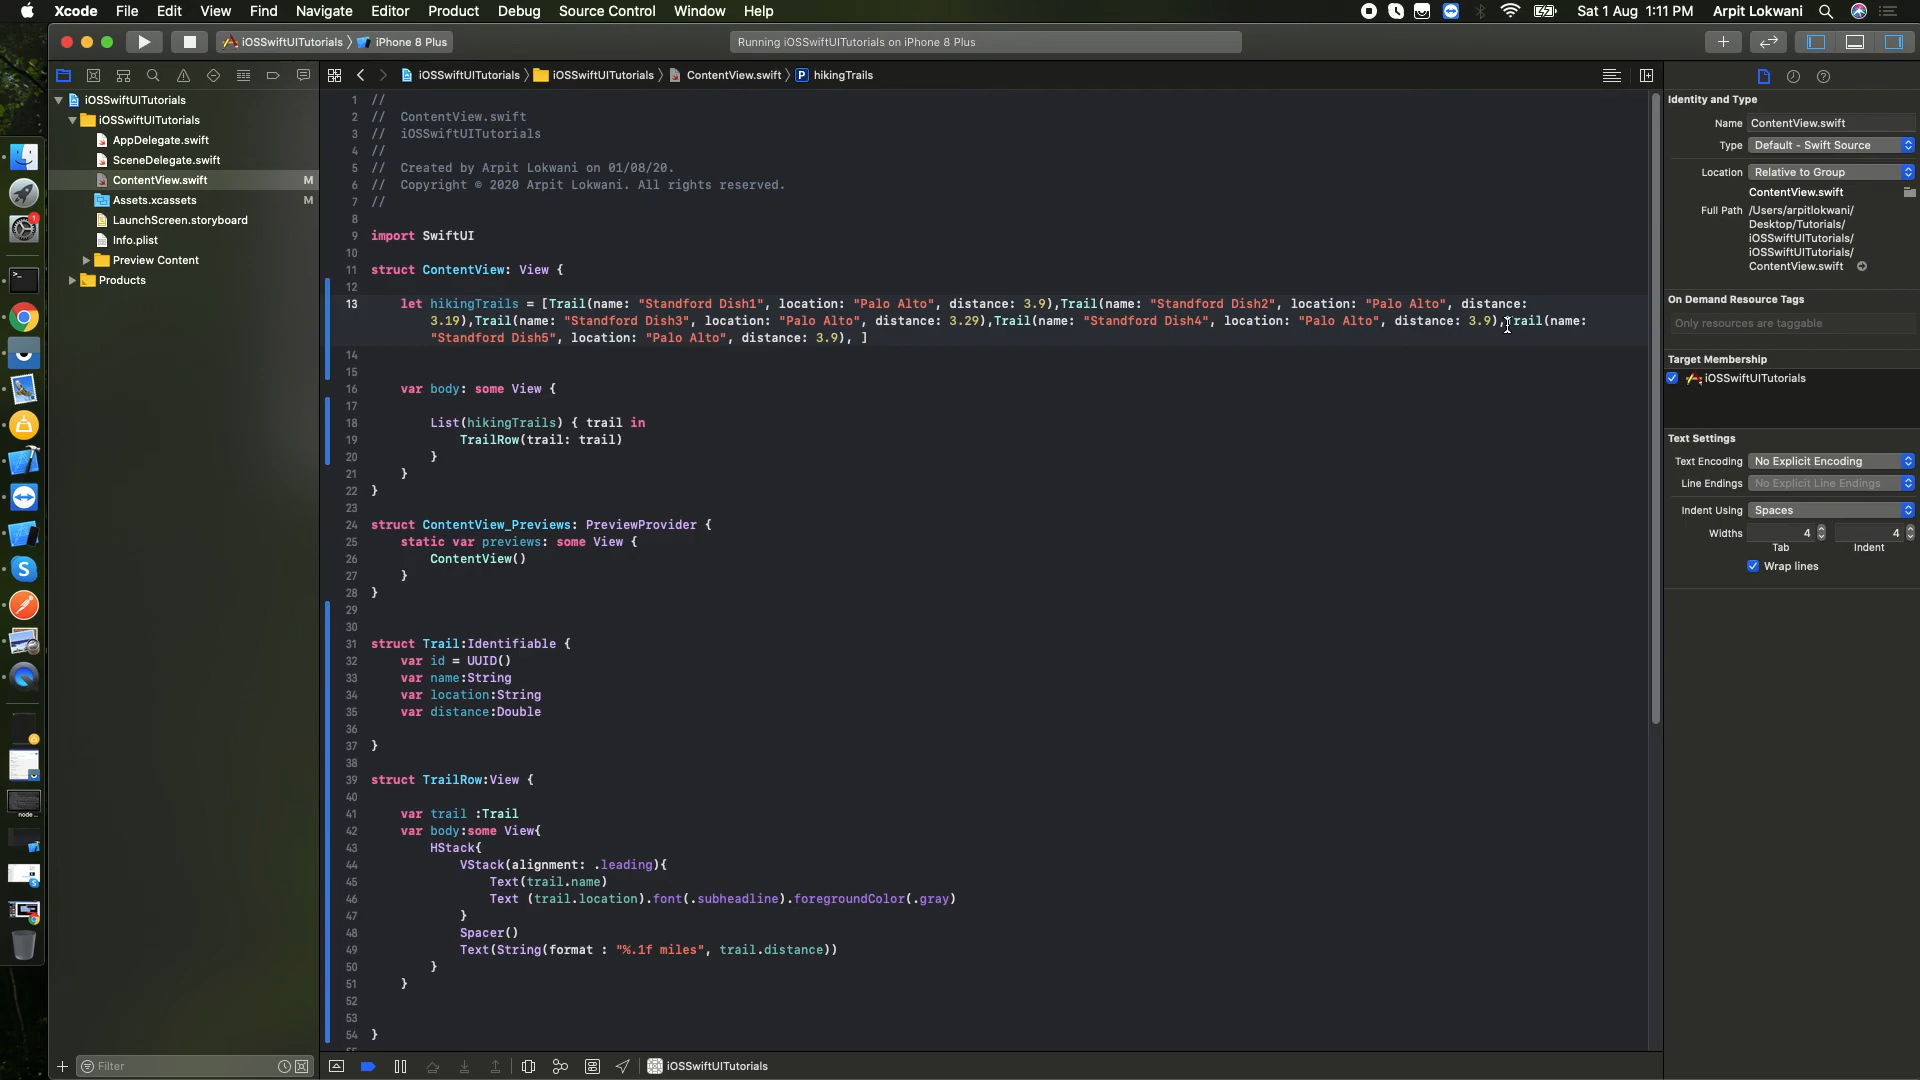 Xcode File Edit View Find Navigate Editor Product Debug Source Control Window Help
Sat 1 Aug 1:11 PM Arpit Lokwani
iOSSwiftUITutorials iPhone 8 Plus
Running iOSSwiftUITutorials on iPhone 8 Plus
iOSSwiftUITutorials iOSSwiftUITutorials ContentView.swift P hikingTrails
iOSSwiftUITutorials
iOSSwiftUITutorials
AppDelegate.swift
SceneDelegate.swift
ContentView.swift M
Assets.xcassets M
LaunchScreen.storyboard
Info.plist
Preview Content
Products
Filter
1 //
2 // ContentView.swift
3 // iOSSwiftUITutorials
4 //
5 // Created by Arpit Lokwani on 01/08/20.
6 // Copyright © 2020 Arpit Lokwani. All rights reserved.
7 //
8
9 import SwiftUI
10
11 struct ContentView: View {
12
13 let hikingTrails = [Trail(name: "Standford Dish1", location: "Palo Alto", distance: 3.9),Trail(name: "Standford Dish2", location: "Palo Alto", distance:
3.19),Trail(name: "Standford Dish3", location: "Palo Alto", distance: 3.29),Trail(name: "Standford Dish4", location: "Palo Alto", distance: 3.9),Trail(name:
"Standford Dish5", location: "Palo Alto", distance: 3.9), ]
14
15
16 var body: some View {
17
18 List(hikingTrails) { trail in
19 TrailRow(trail: trail)
20 }
21 }
22 }
23
24 struct ContentView_Previews: PreviewProvider {
25 static var previews: some View {
26 ContentView()
27 }
28 }
29
30
31 struct Trail:Identifiable {
32 var id = UUID()
33 var name:String
34 var location:String
35 var distance:Double
36
37 }
38
39 struct TrailRow:View {
40
41 var trail :Trail
42 var body:some View{
43 HStack{
44 VStack(alignment: .leading){
45 Text(trail.name)
46 Text (trail.location).font(.subheadline).foregroundColor(.gray)
47 }
48 Spacer()
49 Text(String(format : "%.1f miles", trail.distance))
50 }
51 }
52
53
54 }
iOSSwiftUITutorials
Identity and Type
Name ContentView.swift
Type Default - Swift Source
Location Relative to Group
ContentView.swift
Full Path /Users/arpitlokwani/
Desktop/Tutorials/
iOSSwiftUITutorials/
iOSSwiftUITutorials/
ContentView.swift
On Demand Resource Tags
Only resources are taggable
Target Membership
iOSSwiftUITutorials
Text Settings
Text Encoding No Explicit Encoding
Line Endings No Explicit Line Endings
Indent Using Spaces
Widths 4 4
Tab Indent
Wrap lines